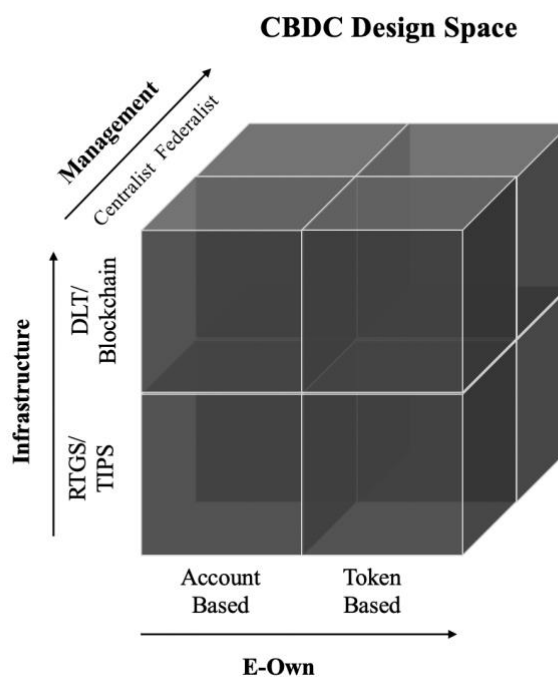 CBDC Design Space
Management
Centralist Federalist
Infrastructure
DLT/
Blockchain
RTGS/
TIPS
Account
Based
Token
Based
E-Own